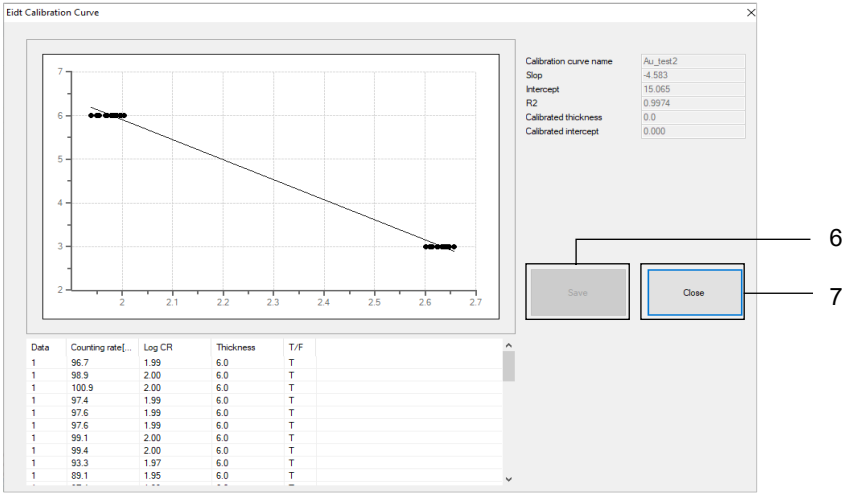 Eidt Calibration Curve
7
6
5
4
3
2
2 2.1 2.2 2.3 2.4 2.5 2.6 2.7
Calibration curve name Au_test2
Slop -4.583
Intercept 15.065
R2 0.9974
Calibrated thickness 0.0
Calibrated intercept 0.000
6
Save Close 7
Data Counting rate[... Log CR Thickness T/F
1 96.7 1.99 6.0 T
1 98.9 2.00 6.0 T
1 100.9 2.00 6.0 T
1 97.4 1.99 6.0 T
1 97.6 1.99 6.0 T
1 97.6 1.99 6.0 T
1 99.1 2.00 6.0 T
1 99.4 2.00 6.0 T
1 93.3 1.97 6.0 T
1 89.1 1.95 6.0 T